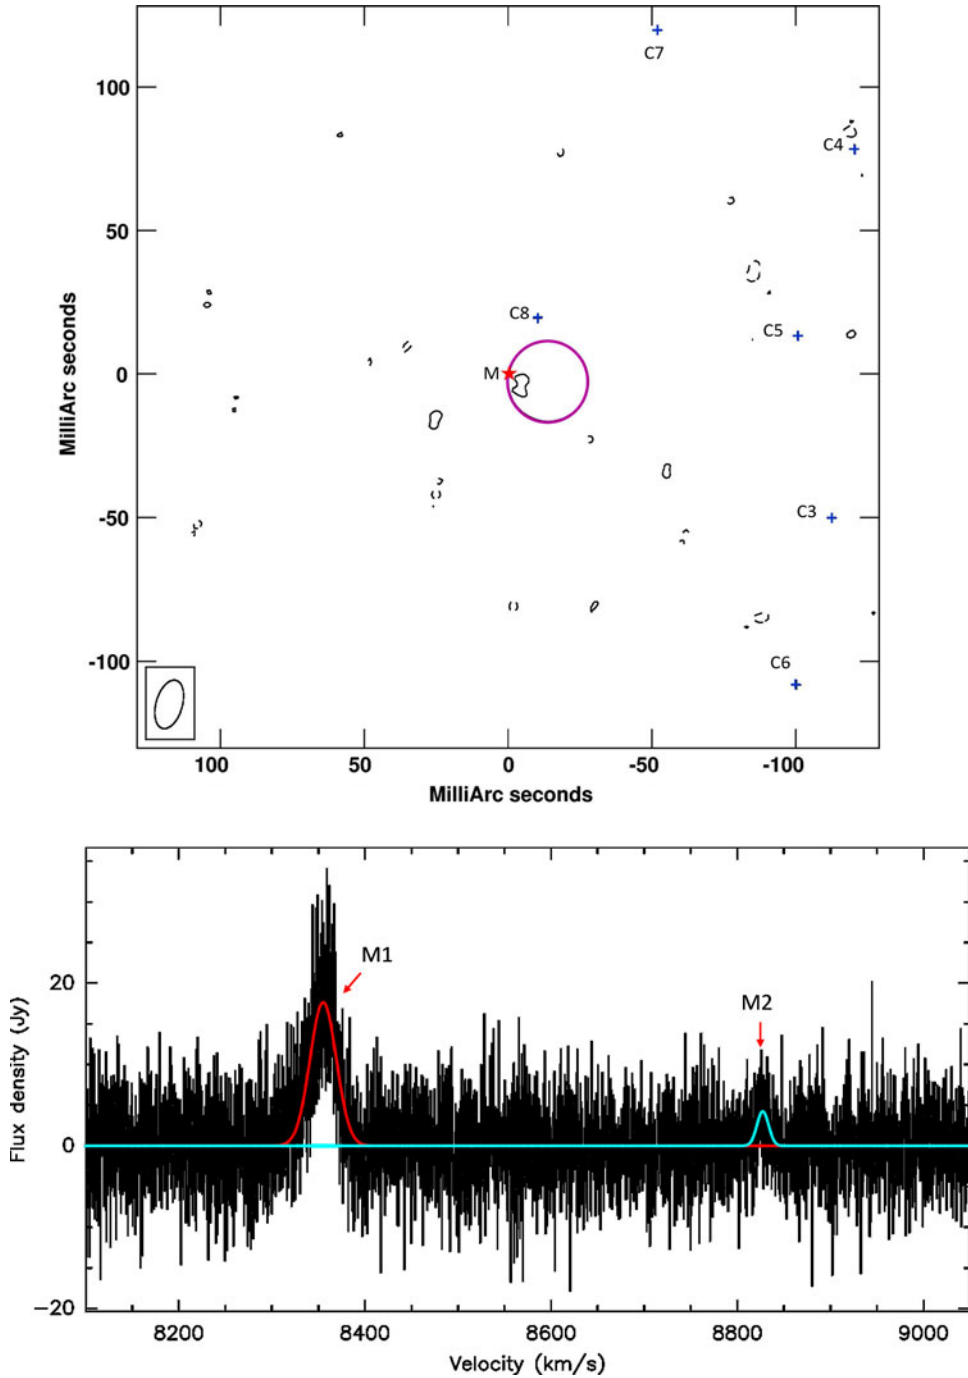 C7
100
C4
50
C8
C5
MilliArc seconds
0
M
-50
C3
-100
C6
100 50 0 -50 -100
MilliArc seconds
M1
M2
20
Flux density (Jy)
0
−20
8200 8400 8600 8800 9000
Velocity (km/s)